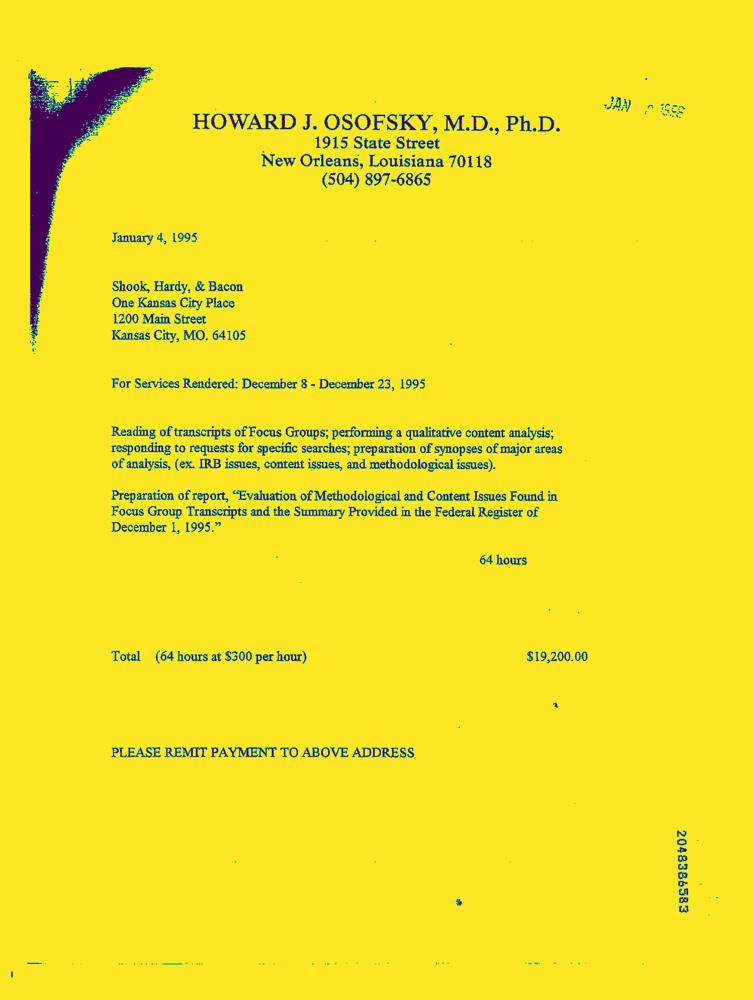 JAN
HOWARD J. OSOFSKY, M.D., Ph.D.
1915 State Street
New Orleans, Louisiana 70118
(504) 897-6865
January 4, 1995
Shook, Hardy, & Bacon
One Kansas City Place
1200 Main Street
Kansas City, MO. 64105
For Services Rendered: December 8 - December 23, 1995
Reading of transcripts of Focus Groups; performing a qualitative content analysis;
responding to requests for specific searches; preparation of synopses of major areas
of analysis, (ex. IRB issues, content issues, and methodological issues).
Preparation of report, “Evaluation of Methodological and Content Issues Found in
Focus Group Transcripts and the Summary Provided in the Federal Register of
December 1, 1995.”
64 hours
Total (64 hours at $300 per hour) $19,200.00
PLEASE REMIT PAYMENT TO ABOVE ADDRESS
2048386583